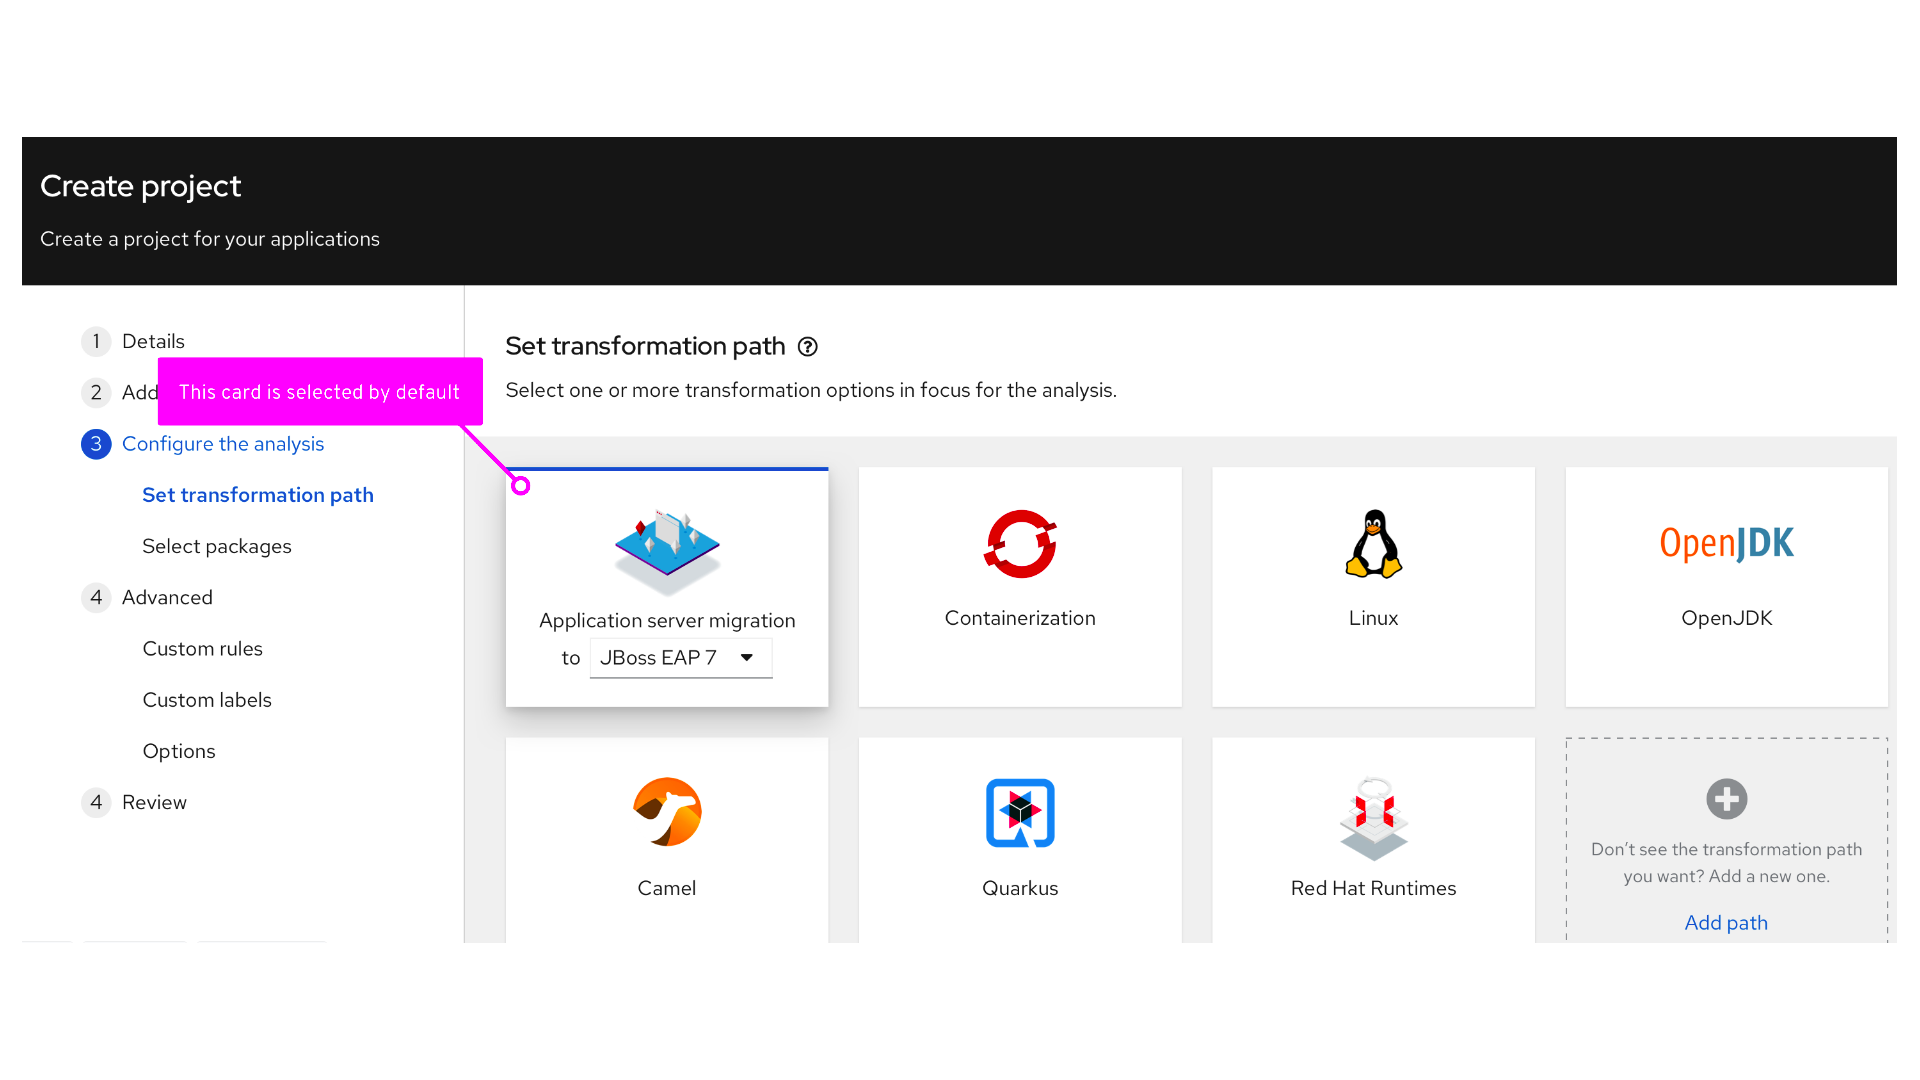 Create project
Create a project for your applications
1 Details
2 Add
This card is selected by default
3 Configure the analysis
Set transformation path
Select packages
4 Advanced
Custom rules
Custom labels
Options
4 Review
Set transformation path
Select one or more transformation options in focus for the analysis.
Application server migration
to JBoss EAP 7
Containerization
Linux
OpenJDK
OpenJDK
Camel
Quarkus
Red Hat Runtimes
Don't see the transformation path
you want? Add a new one.
Add path